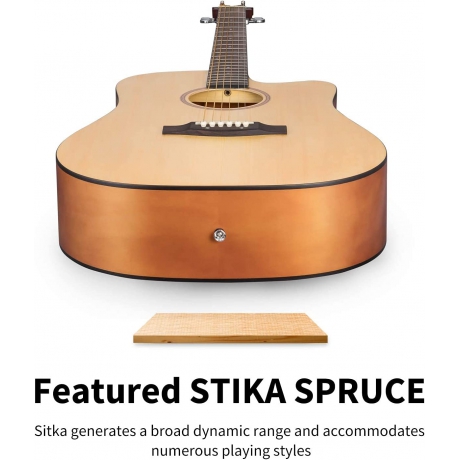 Featured STIKA SPRUCE
Sitka generates a broad dynamic range and accommodates
numerous playing styles